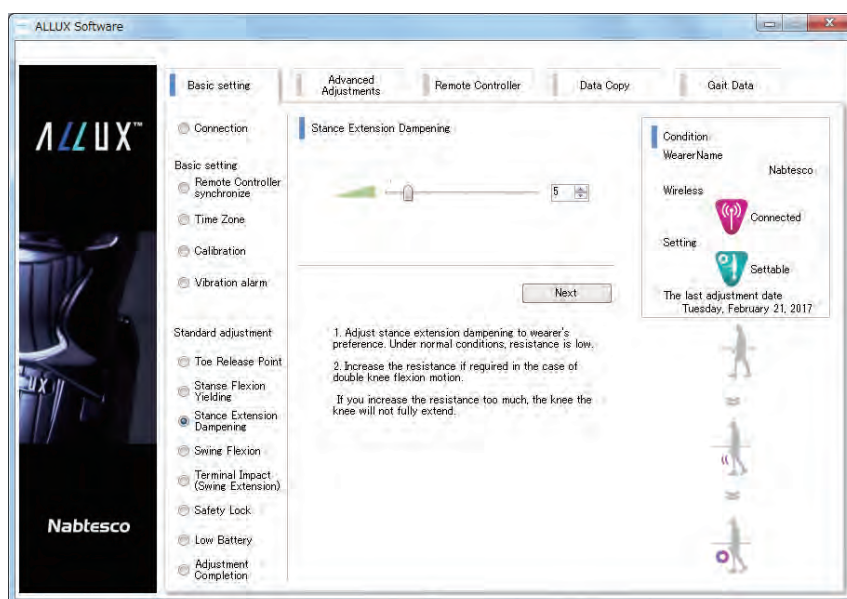 ALLUX Software
ALLUX™
Nabtesco
Basic setting
Advanced
Adjustments
Remote Controller
Data Copy
Gait Data
Connection
Basic setting
Remote Controller
synchronize
Time Zone
Calibration
Vibration alarm
Standard adjustment
Toe Release Point
Stanse Flexion
Yielding
Stance Extension
Dampening
Swing Flexion
Terminal Impact
(Swing Extension)
Safety Lock
Low Battery
Adjustment
Completion
Stance Extension Dampening
5
Next
1. Adjust stance extension dampening to wearer's
preference. Under normal conditions, resistance is low.
2. Increase the resistance if required in the case of
double knee flexion motion.
If you increase the resistance too much, the knee the
knee will not fully extend.
Condition
WearerName
Nabtesco
Wireless
Connected
Setting
Settable
The last adjustment date
Tuesday, February 21, 2017